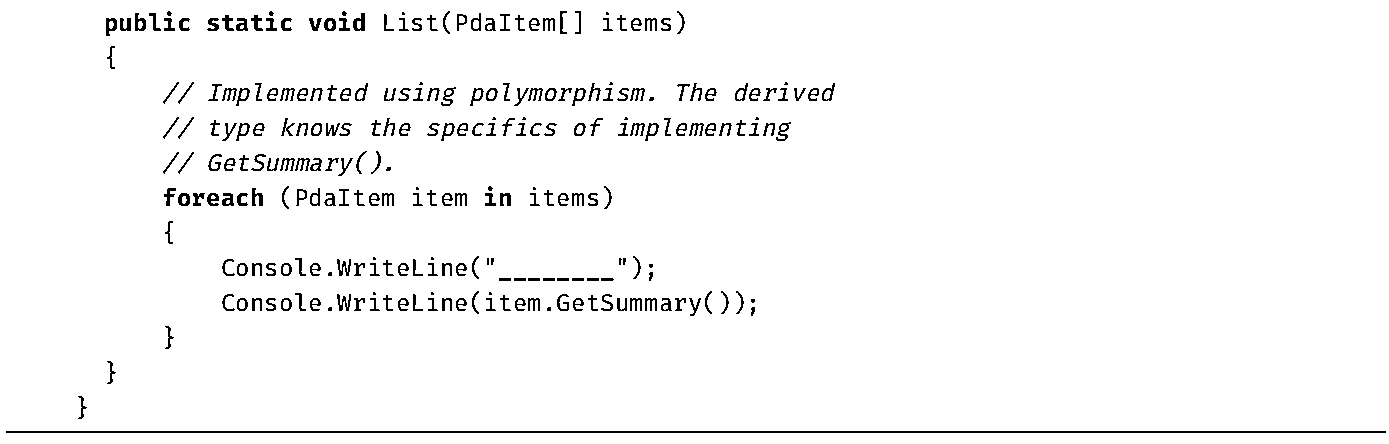 public static void List(PdaItem[] items)
{
// Implemented using polymorphism. The derived
// type knows the specifics of implementing
// GetSummary().
foreach (PdaItem item in items)
{
Console.WriteLine("________");
Console.WriteLine(item.GetSummary());
}
}
}